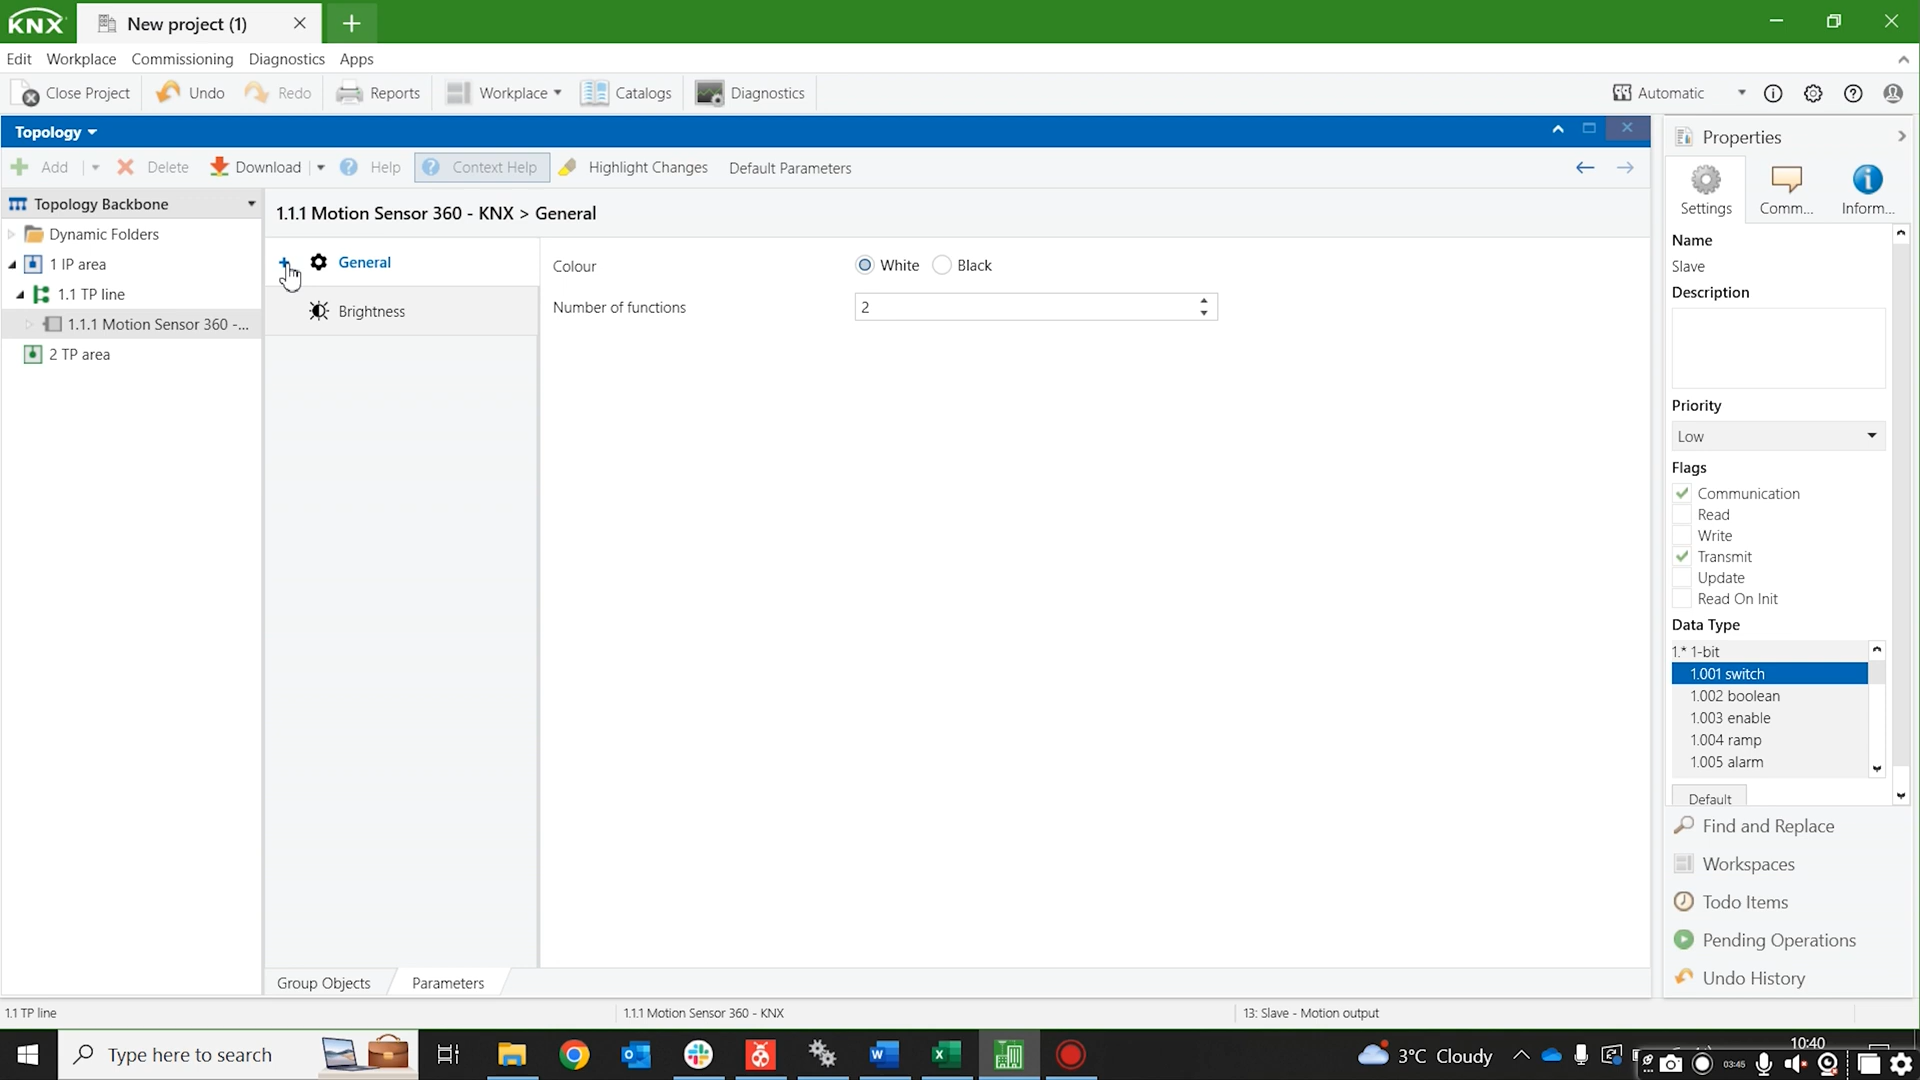 KNX
New project (1)
Edit Workplace Commissioning Diagnostics Apps
Close Project Undo Redo Reports Workplace Catalogs Diagnostics Automatic
Topology
Add Delete Download Help Context Help Highlight Changes Default Parameters
Topology Backbone
Dynamic Folders
1 IP area
1.1 TP line
1.1.1 Motion Sensor 360 -...
2 TP area
1.1.1 Motion Sensor 360 - KNX > General
General
Brightness
Colour White Black
Number of functions 2
Group Objects Parameters
Properties
Settings Comm... Inform...
Name
Slave
Description
Priority
Low
Flags
Communication
Read
Write
Transmit
Update
Read On Init
Data Type
1.* 1-bit
1.001 switch
1.002 boolean
1.003 enable
1.004 ramp
1.005 alarm
Default
Find and Replace
Workspaces
Todo Items
Pending Operations
Undo History
1.1 TP line 1.1.1 Motion Sensor 360 - KNX 13: Slave - Motion output
Type here to search
3°C Cloudy
10:40
03:45